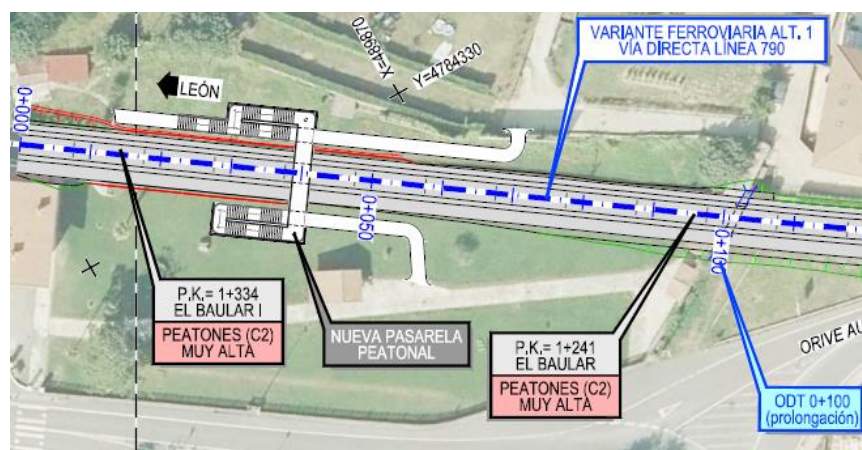 VARIANTE FERROVIARIA ALT. 1
VÍA DIRECTA LÍNEA 790
X=489870
Y=4784330
LEÓN
0+000
0+050
0+100
P.K.= 1+334
EL BAULAR I
PEATONES (C2)
MUY ALTA
NUEVA PASARELA
PEATONAL
P.K.= 1+241
EL BAULAR
PEATONES (C2)
MUY ALTA
ORIVE AU
ODT 0+100
(prolongación)